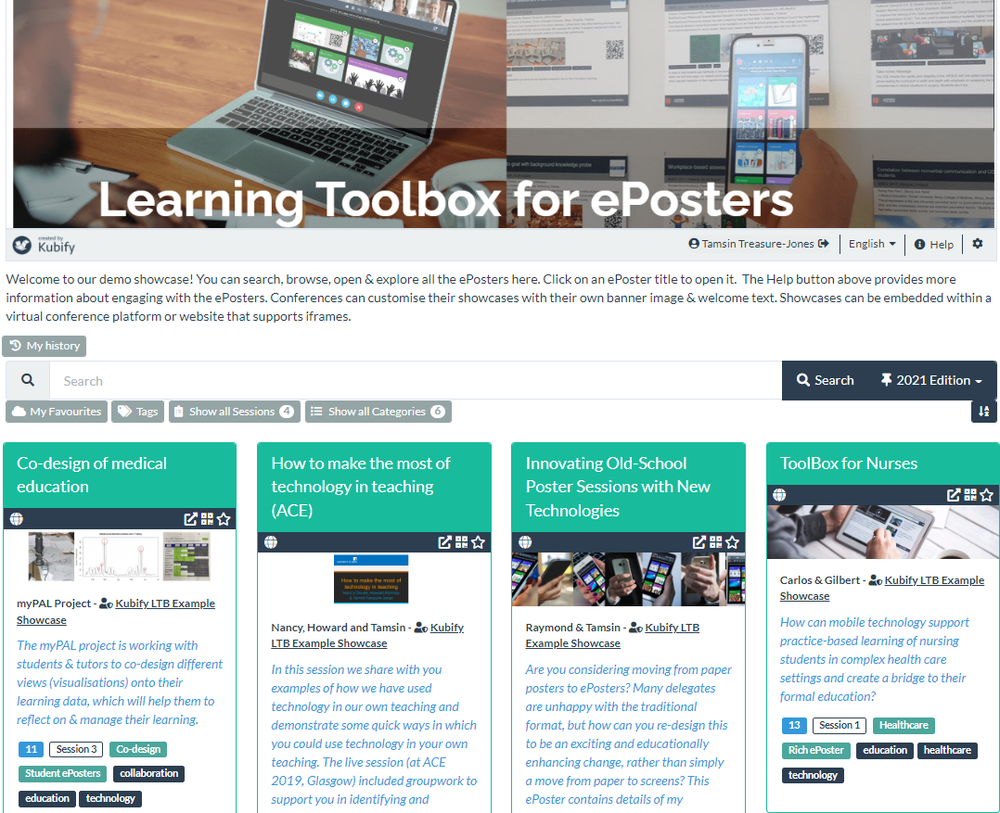 Learning Toolbox for ePosters
created by
Kubify
Tamsin Treasure-Jones
English
Help
Welcome to our demo showcase! You can search, browse, open & explore all the ePosters here. Click on an ePoster title to open it. The Help button above provides more
information about engaging with the ePosters. Conferences can customise their showcases with their own banner image & welcome text. Showcases can be embedded within a
virtual conference platform or website that supports iframes.
My history
Search
Search
2021 Edition
My Favourites
Tags
Show all Sessions 4
Show all Categories 6
Co-design of medical
education
myPAL Project - Kubify LTB Example
Showcase
The myPAL project is working with
students & tutors to co-design different
views (visualisations) onto their
learning data, which will help them to
reflect on & manage their learning.
11 Session 3 Co-design
Student ePosters collaboration
education technology
How to make the most of
technology in teaching
(ACE)
How to make the most of
technology in teaching
Nancy, Howard and Tamsin - Kubify
LTB Example Showcase
In this session we share with you
examples of how we have used
technology in our own teaching and
demonstrate some quick ways in which
you could use technology in your own
teaching. The live session (at ACE
2019, Glasgow) included groupwork to
support you in identifying and
Innovating Old-School
Poster Sessions with New
Technologies
Raymond & Tamsin - Kubify LTB
Example Showcase
Are you considering moving from paper
posters to ePosters? Many delegates
are unhappy with the traditional
format, but how can you re-design this
to be an exciting and educationally
enhancing change, rather than simply
a move from paper to screens? This
ePoster contains details of my
ToolBox for Nurses
Carlos & Gilbert - Kubify LTB Example
Showcase
How can mobile technology support
practice-based learning of nursing
students in complex health care
settings and create a bridge to their
formal education?
13 Session 1 Healthcare
Rich ePoster education healthcare
technology